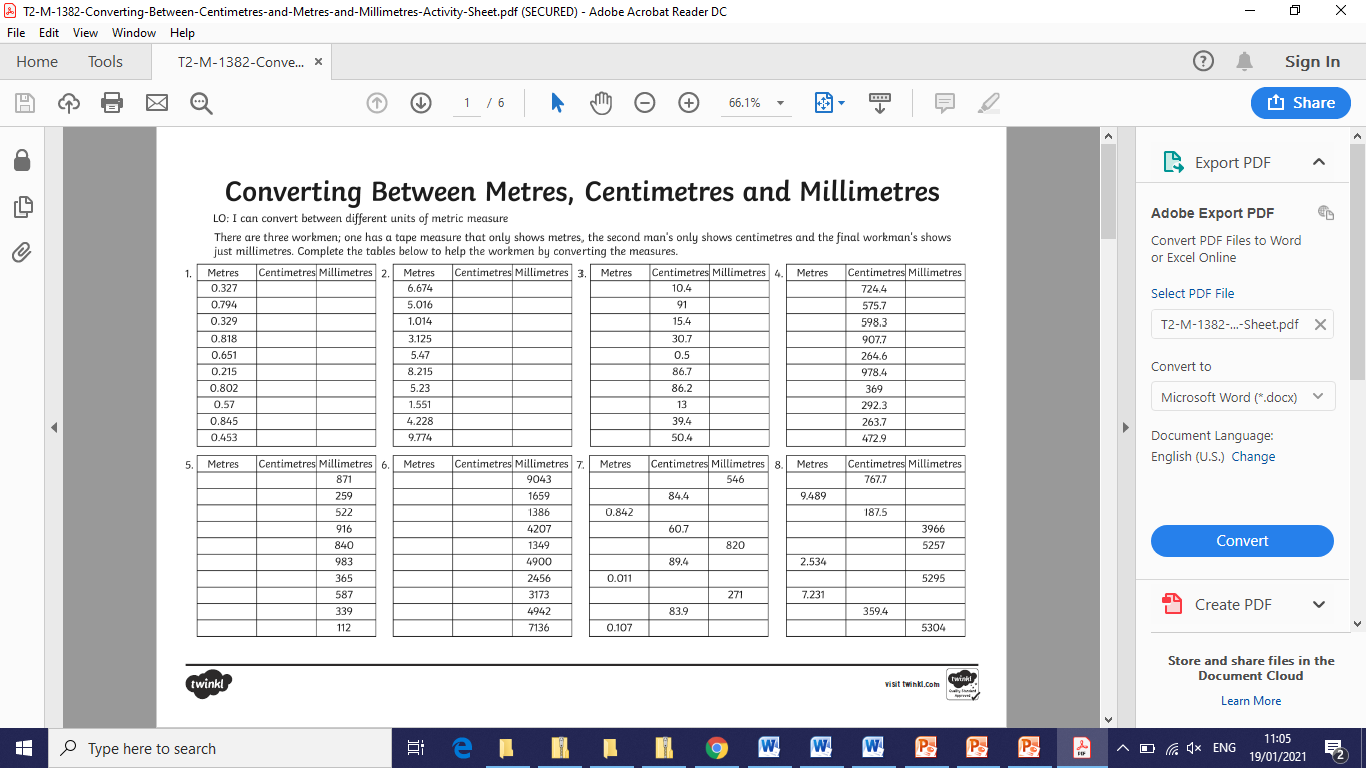 T2-M-1382-Converting-Between-Centimetres-and-Metres-and-Millimetres-Activity-Sheet.pdf (SECURED) - Adobe Acrobat Reader DC
File Edit View Window Help
Home Tools T2-M-1382-Conve... × Sign In
1 / 6 66.1% Share
Converting Between Metres, Centimetres and Millimetres
LO: I can convert between different units of metric measure
There are three workmen; one has a tape measure that only shows metres, the second man's only shows centimetres and the final workman's shows
just millimetres. Complete the tables below to help the workmen by converting the measures.
1. Metres Centimetres Millimetres 2. Metres Centimetres Millimetres 3. Metres Centimetres Millimetres 4. Metres Centimetres Millimetres
0.327 6.674 10.4 724.4
0.794 5.016 91 575.7
0.329 1.014 15.4 598.3
0.818 3.125 30.7 907.7
0.651 5.47 0.5 264.6
0.215 8.215 86.7 978.4
0.802 5.23 86.2 369
0.57 1.551 13 292.3
0.845 4.228 39.4 263.7
0.453 9.774 50.4 472.9
5. Metres Centimetres Millimetres 6. Metres Centimetres Millimetres 7. Metres Centimetres Millimetres 8. Metres Centimetres Millimetres
871 9043 546 767.7
259 1659 84.4 9.489
522 1386 0.842 187.5
916 4207 60.7 3966
840 1349 820 5257
983 4900 89.4 2.534
365 2456 0.011 5295
587 3173 271 7.231
339 4942 83.9 359.4
112 7136 0.107 5304
twinkl visit twinkl.com twinkl
Quality Standard
Approved
Export PDF
Adobe Export PDF
Convert PDF Files to Word
or Excel Online
Select PDF File
T2-M-1382-...-Sheet.pdf
Convert to
Microsoft Word (*.docx)
Document Language:
English (U.S.) Change
Convert
Create PDF
Store and share files in the
Document Cloud
Learn More
Type here to search ENG 11:05
19/01/2021 2